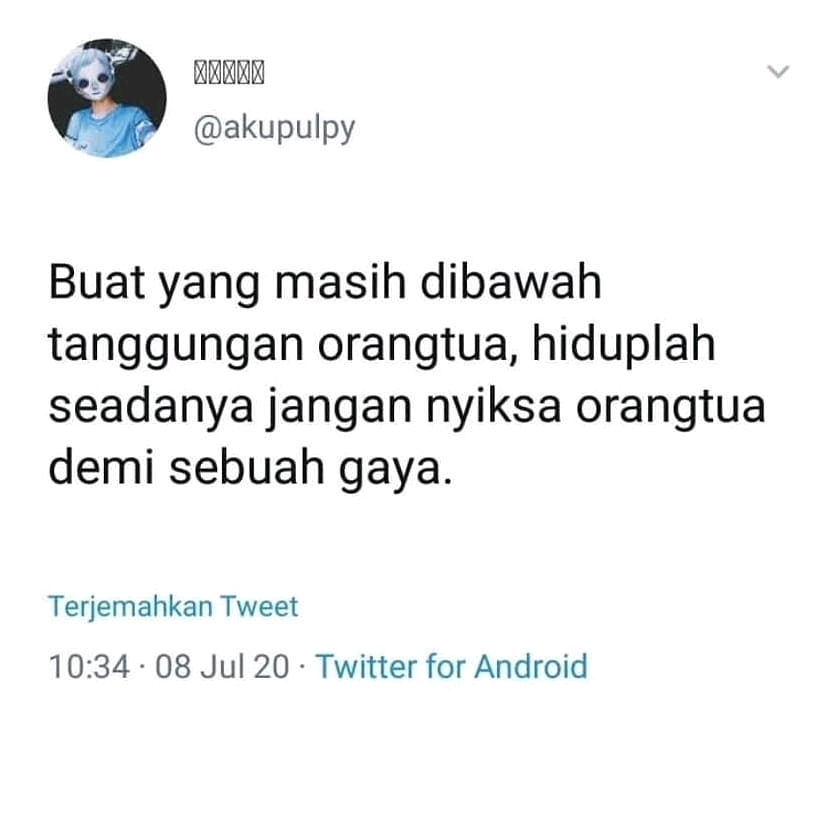 @akupulpy
Buat yang masih dibawah
tanggungan orangtua, hiduplah
seadanya jangan nyiksa orangtua
demi sebuah gaya.
Terjemahkan Tweet
10:34 · 08 Jul 20 · Twitter for Android